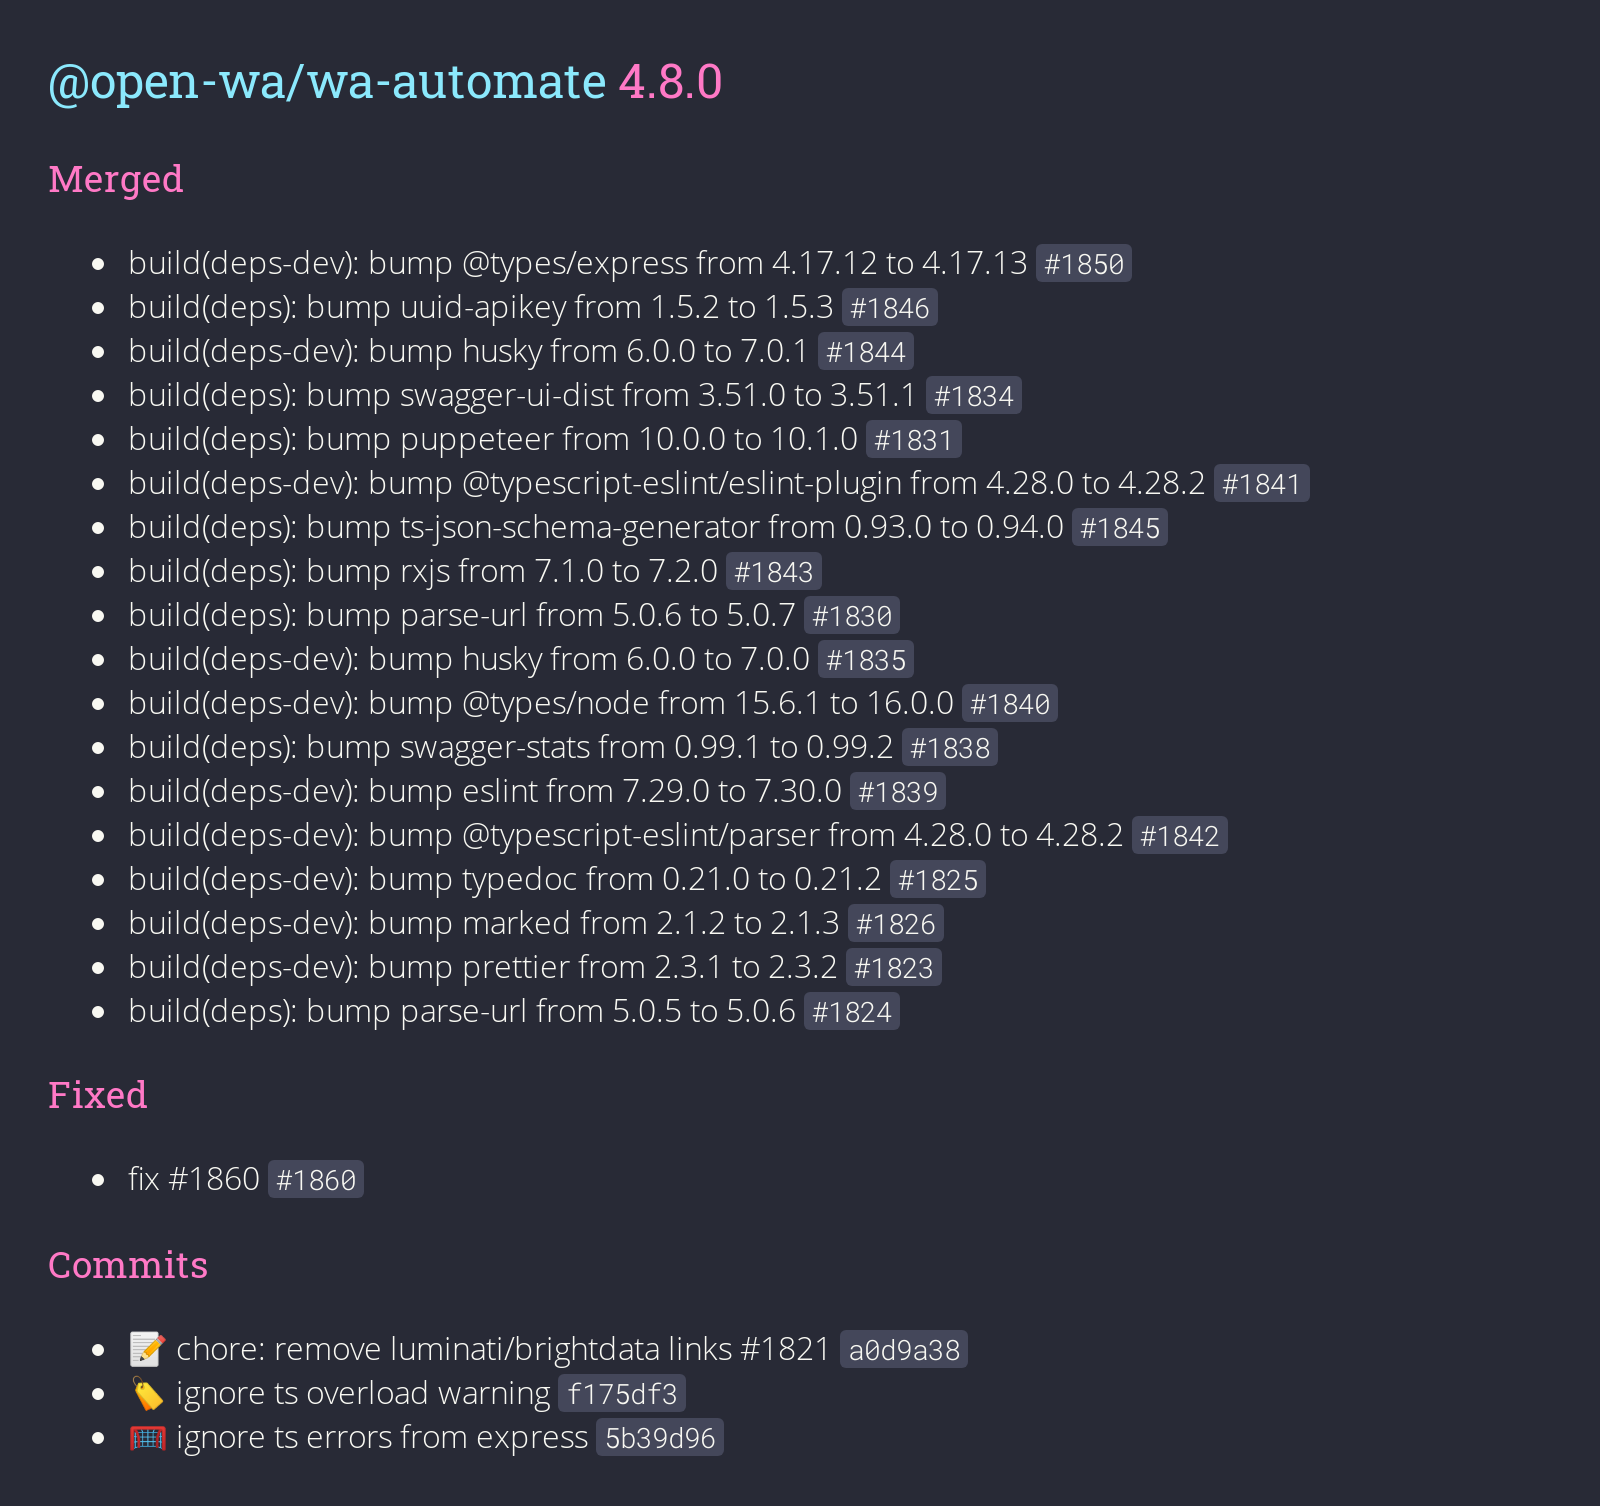 @open-wa/wa-automate 4.8.0
Merged
build(deps-dev): bump @types/express from 4.17.12 to 4.17.13 #1850
build(deps): bump uuid-apikey from 1.5.2 to 1.5.3 #1846
build(deps-dev): bump husky from 6.0.0 to 7.0.1 #1844
build(deps): bump swagger-ui-dist from 3.51.0 to 3.51.1 #1834
build(deps): bump puppeteer from 10.0.0 to 10.1.0 #1831
build(deps-dev): bump @typescript-eslint/eslint-plugin from 4.28.0 to 4.28.2 #1841
build(deps): bump ts-json-schema-generator from 0.93.0 to 0.94.0 #1845
build(deps): bump rxjs from 7.1.0 to 7.2.0 #1843
build(deps): bump parse-url from 5.0.6 to 5.0.7 #1830
build(deps-dev): bump husky from 6.0.0 to 7.0.0 #1835
build(deps-dev): bump @types/node from 15.6.1 to 16.0.0 #1840
build(deps): bump swagger-stats from 0.99.1 to 0.99.2 #1838
build(deps-dev): bump eslint from 7.29.0 to 7.30.0 #1839
build(deps-dev): bump @typescript-eslint/parser from 4.28.0 to 4.28.2 #1842
build(deps-dev): bump typedoc from 0.21.0 to 0.21.2 #1825
build(deps-dev): bump marked from 2.1.2 to 2.1.3 #1826
build(deps-dev): bump prettier from 2.3.1 to 2.3.2 #1823
build(deps): bump parse-url from 5.0.5 to 5.0.6 #1824
Fixed
fix #1860 #1860
Commits
📝 chore: remove luminati/brightdata links #1821 a0d9a38
🏷️ ignore ts overload warning f175df3
🥅 ignore ts errors from express 5b39d96